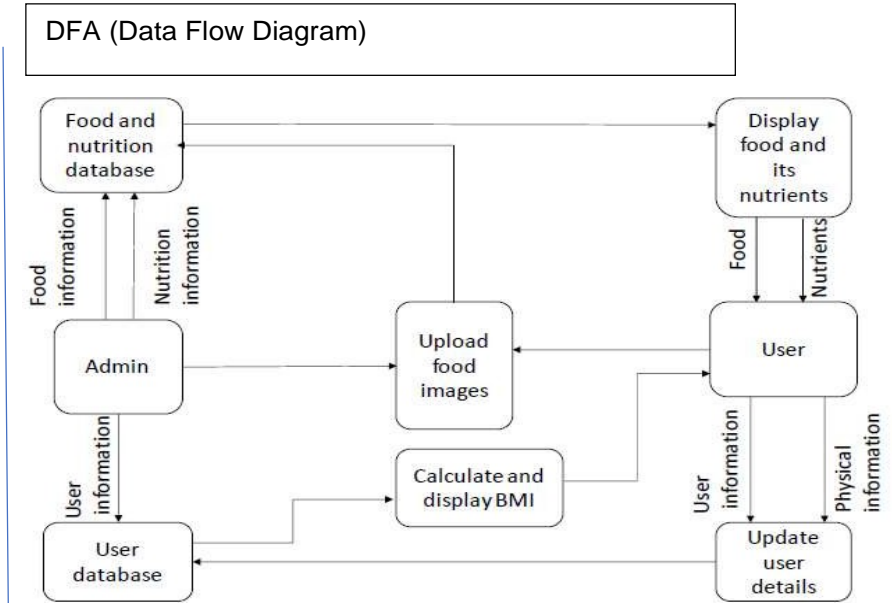 DFA (Data Flow Diagram)
Food and
nutrition
database
Display
food and
its
nutrients
Food
information
Nutrition
information
Food
Nutrients
Admin
Upload
food
images
User
User
information
Calculate and
display BMI
User
information
Physical
information
User
database
Update
user
details